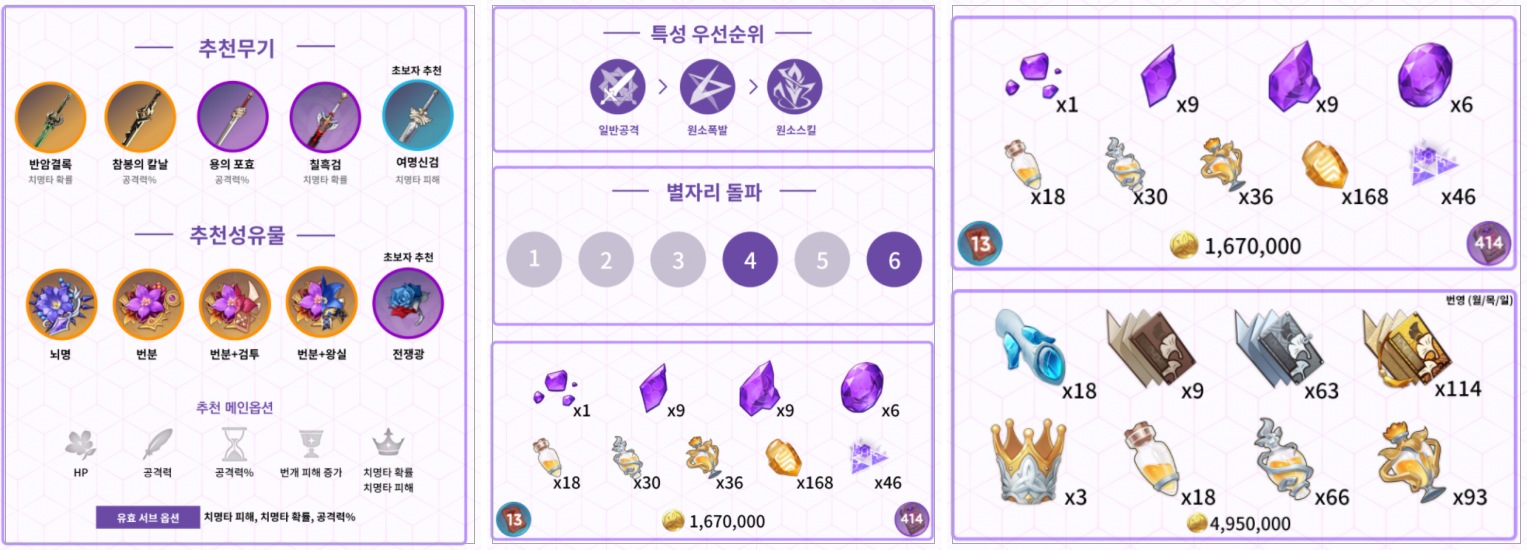 추천무기
초보자 추천
반암결록
참봉의 칼날
용의 포효
칠흑검
여명신검
치명타 확률
공격력%
공격력%
치명타 확률
치명타 피해
추천성유물
초보자 추천
뇌명
번분
번분+검투
번분+왕실
전쟁광
추천 메인옵션
HP
공격력
공격력%
번개 피해 증가
치명타 확률
치명타 피해
유효 서브 옵션
치명타 피해, 치명타 확률, 공격력%
특성 우선순위
일반공격
원소폭발
원소스킬
별자리 돌파
1
2
3
4
5
6
x1
x9
x9
x6
x18
x30
x36
x168
x46
13
1,670,000
414
x1
x9
x9
x6
x18
x30
x36
x168
x46
13
1,670,000
414
번영 (월/목/일)
x18
x9
x63
x114
x3
x18
x66
x93
4,950,000